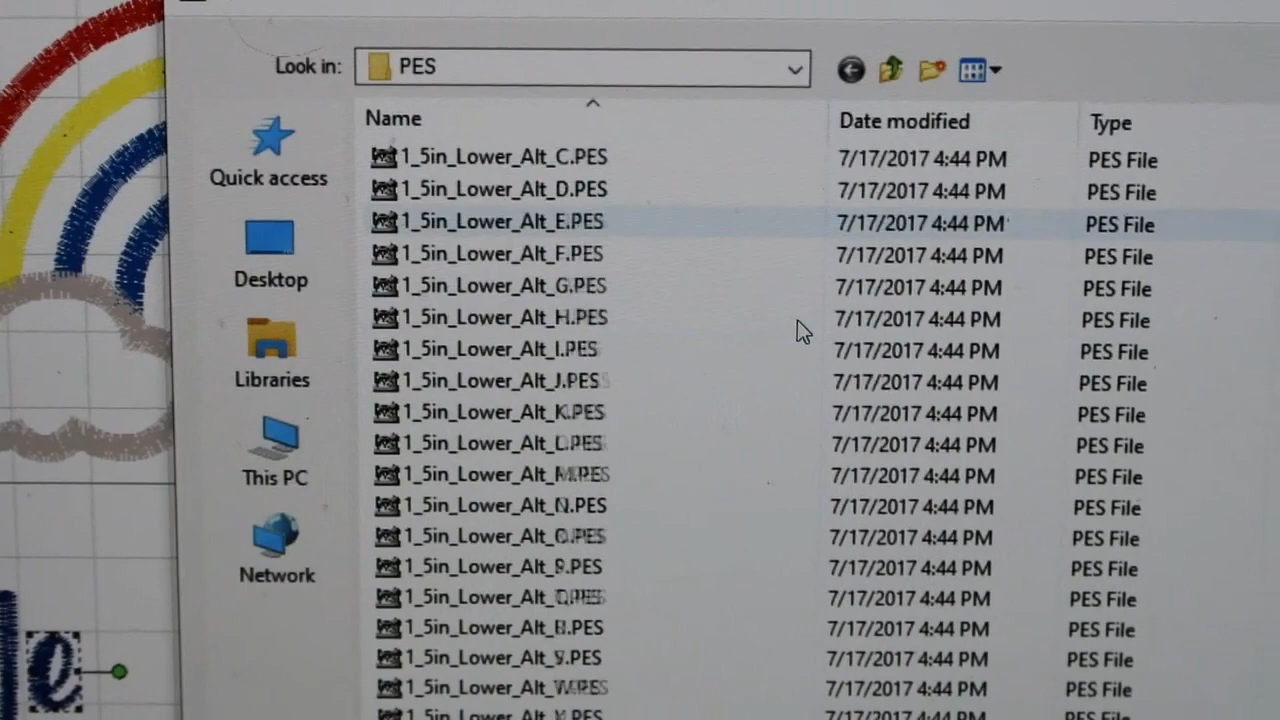 Look in: PES
Name Date modified Type
1_5in_Lower_Alt_C.PES 7/17/2017 4:44 PM PES File
1_5in_Lower_Alt_D.PES 7/17/2017 4:44 PM PES File
1_5in_Lower_Alt_E.PES 7/17/2017 4:44 PM PES File
1_5in_Lower_Alt_F.PES 7/17/2017 4:44 PM PES File
1_5in_Lower_Alt_G.PES 7/17/2017 4:44 PM PES File
1_5in_Lower_Alt_H.PES 7/17/2017 4:44 PM PES File
1_5in_Lower_Alt_I.PES 7/17/2017 4:44 PM PES File
1_5in_Lower_Alt_J.PES 7/17/2017 4:44 PM PES File
1_5in_Lower_Alt_K.PES 7/17/2017 4:44 PM PES File
7/17/2017 4:44 PM PES File
7/17/2017 4:44 PM PES File
1_5in_Lower_Alt_N.PES 7/17/2017 4:44 PM PES File
7/17/2017 4:44 PM PES File
7/17/2017 4:44 PM PES File
7/17/2017 4:44 PM PES File
7/17/2017 4:44 PM PES File
7/17/2017 4:44 PM PES File
7/17/2017 4:44 PM PES File
Quick access
Desktop
Libraries
This PC
Network
e